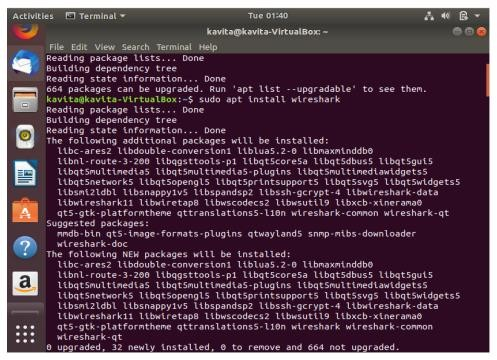 Activities Terminal Tue 01:40
kavita@kavita-VirtualBox: ~
File Edit View Search Terminal Help
Reading package lists... Done
Building dependency tree
Reading state information... Done
664 packages can be upgraded. Run 'apt list --upgradable' to see them.
kavita@kavita-VirtualBox:~$ sudo apt install wireshark
Reading package lists... Done
Building dependency tree
Reading state information... Done
The following additional packages will be installed:
libc-ares2 libdouble-conversion1 liblua5.2-0 libmaxminddb0
libnl-route-3-200 libqgsttools-p1 libqt5core5a libqt5dbus5 libqt5gui5
libqt5multimedia5 libqt5multimedia5-plugins libqt5multimediawidgets5
libqt5network5 libqt5opengl5 libqt5printsupport5 libqt5svg5 libqt5widgets5
libsmi2ldbl libsnappy1v5 libspandsp2 libssh-gcrypt-4 libwireshark-data
libwireshark11 libwiretap8 libwscodecs2 libwsutil9 libxcb-xinerama0
qt5-gtk-platformtheme qttranslations5-l10n wireshark-common wireshark-qt
Suggested packages:
mmdb-bin qt5-image-formats-plugins qtwayland5 snmp-mibs-downloader
wireshark-doc
The following NEW packages will be installed:
libc-ares2 libdouble-conversion1 liblua5.2-0 libmaxminddb0
libnl-route-3-200 libqgsttools-p1 libqt5core5a libqt5dbus5 libqt5gui5
libqt5multimedia5 libqt5multimedia5-plugins libqt5multimediawidgets5
libqt5network5 libqt5opengl5 libqt5printsupport5 libqt5svg5 libqt5widgets5
libsmi2ldbl libsnappy1v5 libspandsp2 libssh-gcrypt-4 libwireshark-data
libwireshark11 libwiretap8 libwscodecs2 libwsutil9 libxcb-xinerama0
qt5-gtk-platformtheme qttranslations5-l10n wireshark wireshark-common
wireshark-qt
0 upgraded, 32 newly installed, 0 to remove and 664 not upgraded.